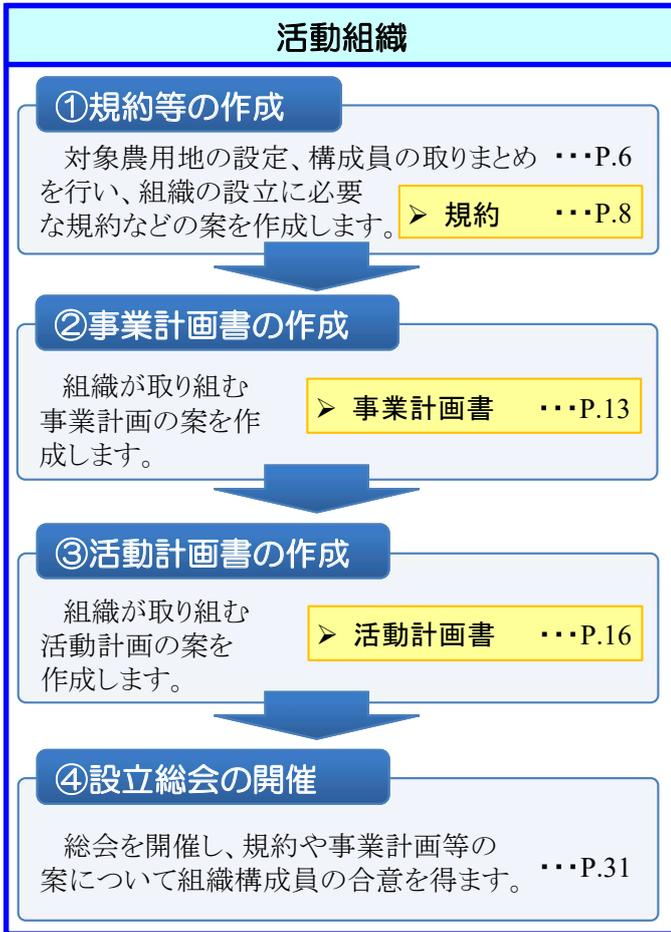 活動組織
①規約等の作成
対象農用地の設定、構成員の取りまとめ ・・・P.6
を行い、組織の設立に必要
な規約などの案を作成します。
➢ 規約 ・・・P.8
②事業計画書の作成
組織が取り組む
事業計画の案を作
成します。
➢ 事業計画書 ・・・P.13
③活動計画書の作成
組織が取り組む
活動計画の案を
作成します。
➢ 活動計画書 ・・・P.16
④設立総会の開催
総会を開催し、規約や事業計画等の
案について組織構成員の合意を得ます。 ・・・P.31